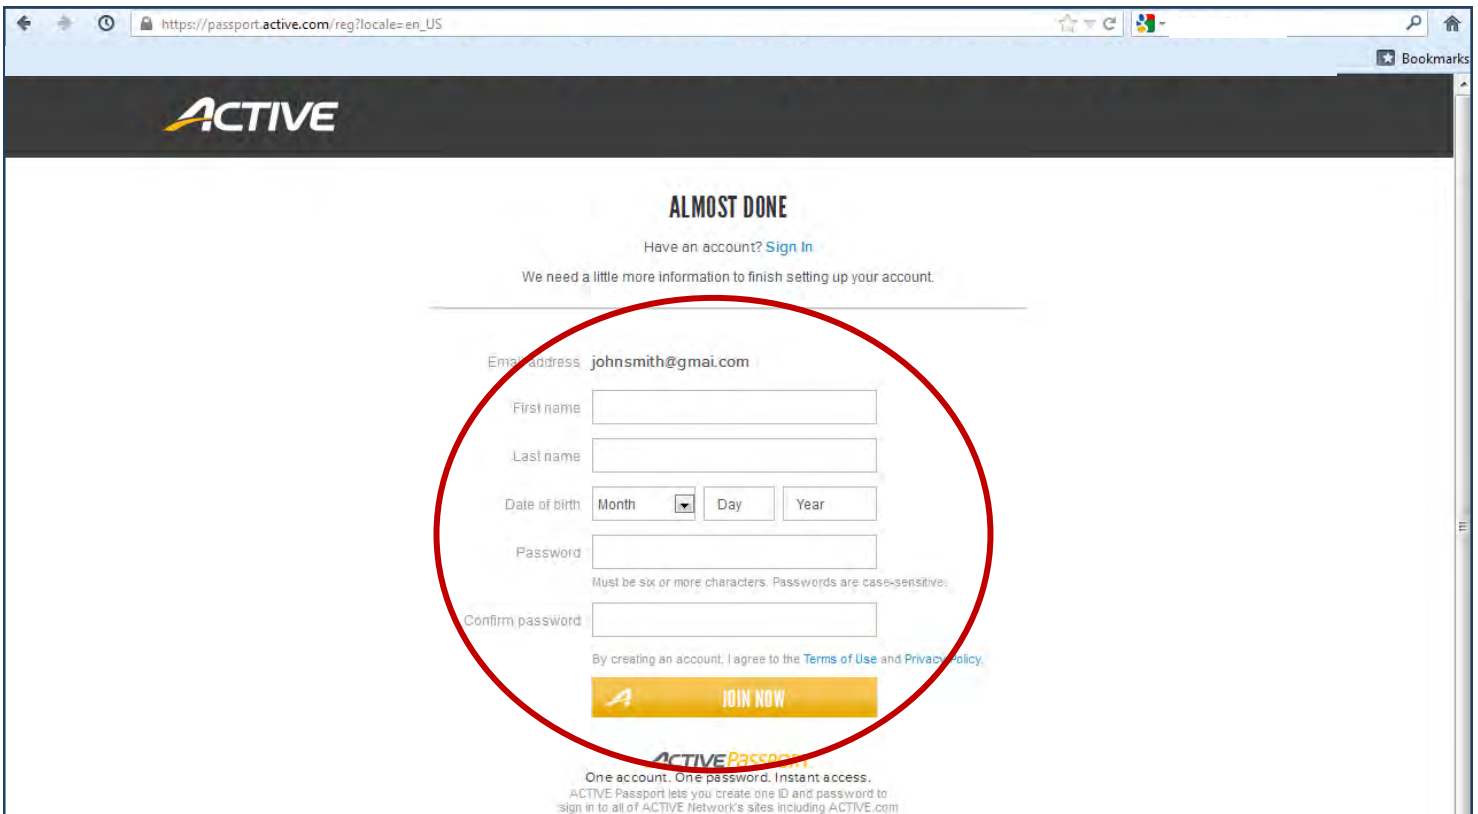 https://passport.active.com/reg?locale=en_US
Bookmarks
ACTIVE
ALMOST DONE
Have an account? Sign In
We need a little more information to finish setting up your account.
Email address johnsmith@gmai.com
First name
Last name
Date of birth Month Day Year
Password
Must be six or more characters. Passwords are case-sensitive.
Confirm password
By creating an account, I agree to the Terms of Use and Privacy Policy.
A JOIN NOW
ACTIVE Passport
One account. One password. Instant access.
ACTIVE Passport lets you create one ID and password to
sign in to all of ACTIVE Network's sites including ACTIVE.com